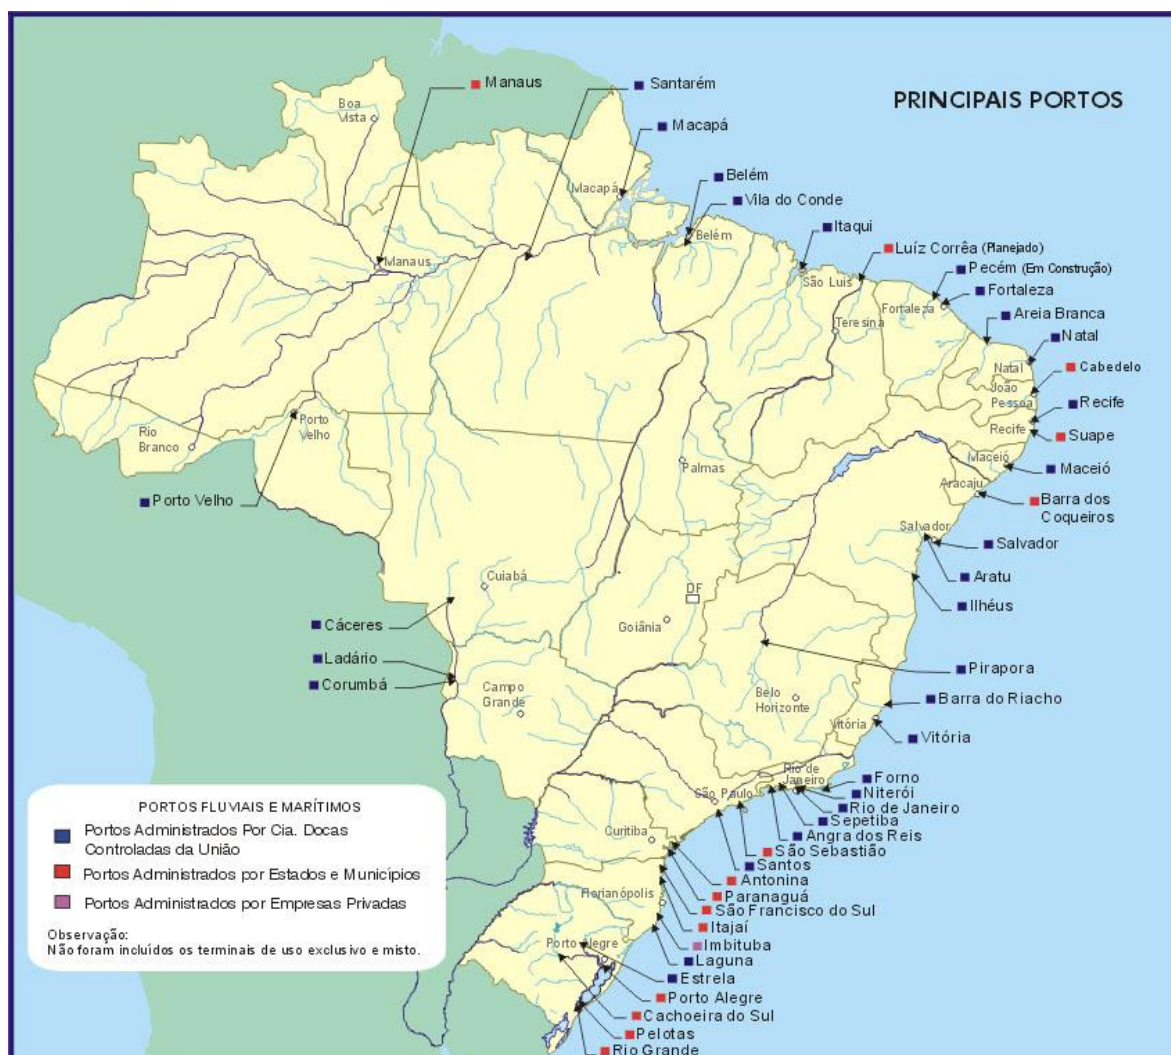 PRINCIPAIS PORTOS
Manaus
Santarém
Boa
Vista
Macapá
Macapá
Belém
Vila do Conde
Belém
Itaqui
Luíz Corrêa (Planejado)
Manaus
Pecém (Em Construção)
São Luis
Fortaleza
Fortaleza
Areia Branca
Teresina
Natal
Natal
Cabedelo
João
Pessoa
Recife
Porto
Velho
Rio
Branco
Recife
Suape
Maceió
Palmas
Maceió
Aracaju
Porto Velho
Barra dos
Coqueiros
Salvador
Salvador
Aratu
Cuiabá
DF
Ilhéus
Cáceres
Goiânia
Ladário
Pirapora
Corumbá
Campo
Grande
Belo
Horizonte
Barra do Riacho
Vitória
Vitória
Rio de
Janeiro
Forno
Niterói
São Paulo
Rio de Janeiro
Sepetiba
Angra dos Reis
Curitiba
São Sebastião
Santos
Antonina
Florianópolis
Paranaguá
São Francisco do Sul
Itajaí
Porto Alegre
Imbituba
Laguna
Estrela
Porto Alegre
Cachoeira do Sul
Pelotas
Rio Grande
PORTOS FLUVIAIS E MARÍTIMOS
Portos Administrados Por Cia. Docas
Controladas da União
Portos Administrados por Estados e Municípios
Portos Administrados por Empresas Privadas
Observação:
Não foram incluídos os terminais de uso exclusivo e misto.